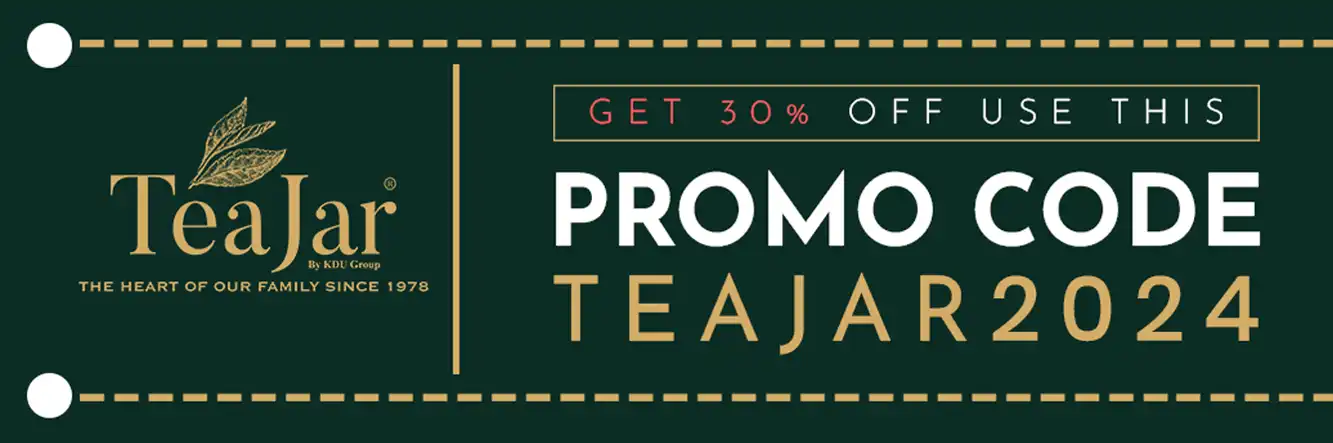 TeaJar®
By KDU Group
THE HEART OF OUR FAMILY SINCE 1978
GET 30% OFF USE THIS
PROMO CODE
TEAJAR2024